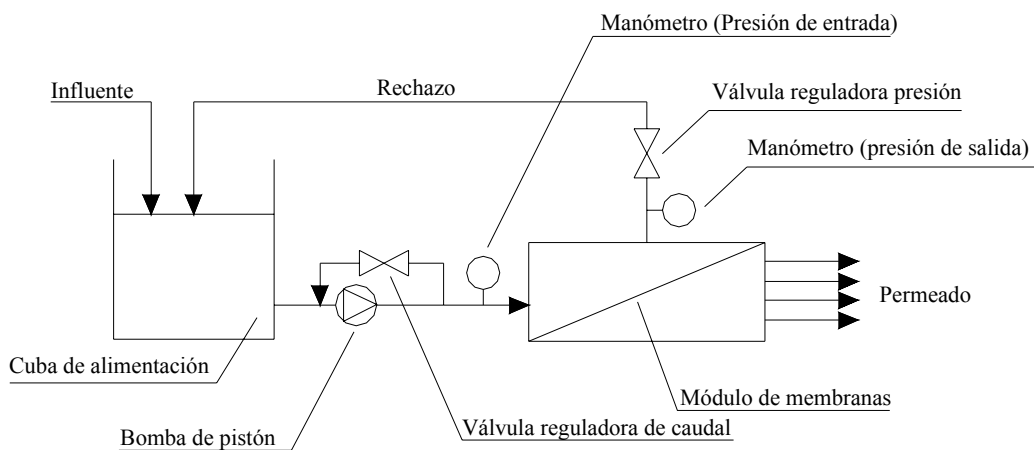 Manómetro (Presión de entrada)
Influente
Rechazo
Válvula reguladora presión
Manómetro (presión de salida)
Permeado
Cuba de alimentación
Módulo de membranas
Válvula reguladora de caudal
Bomba de pistón